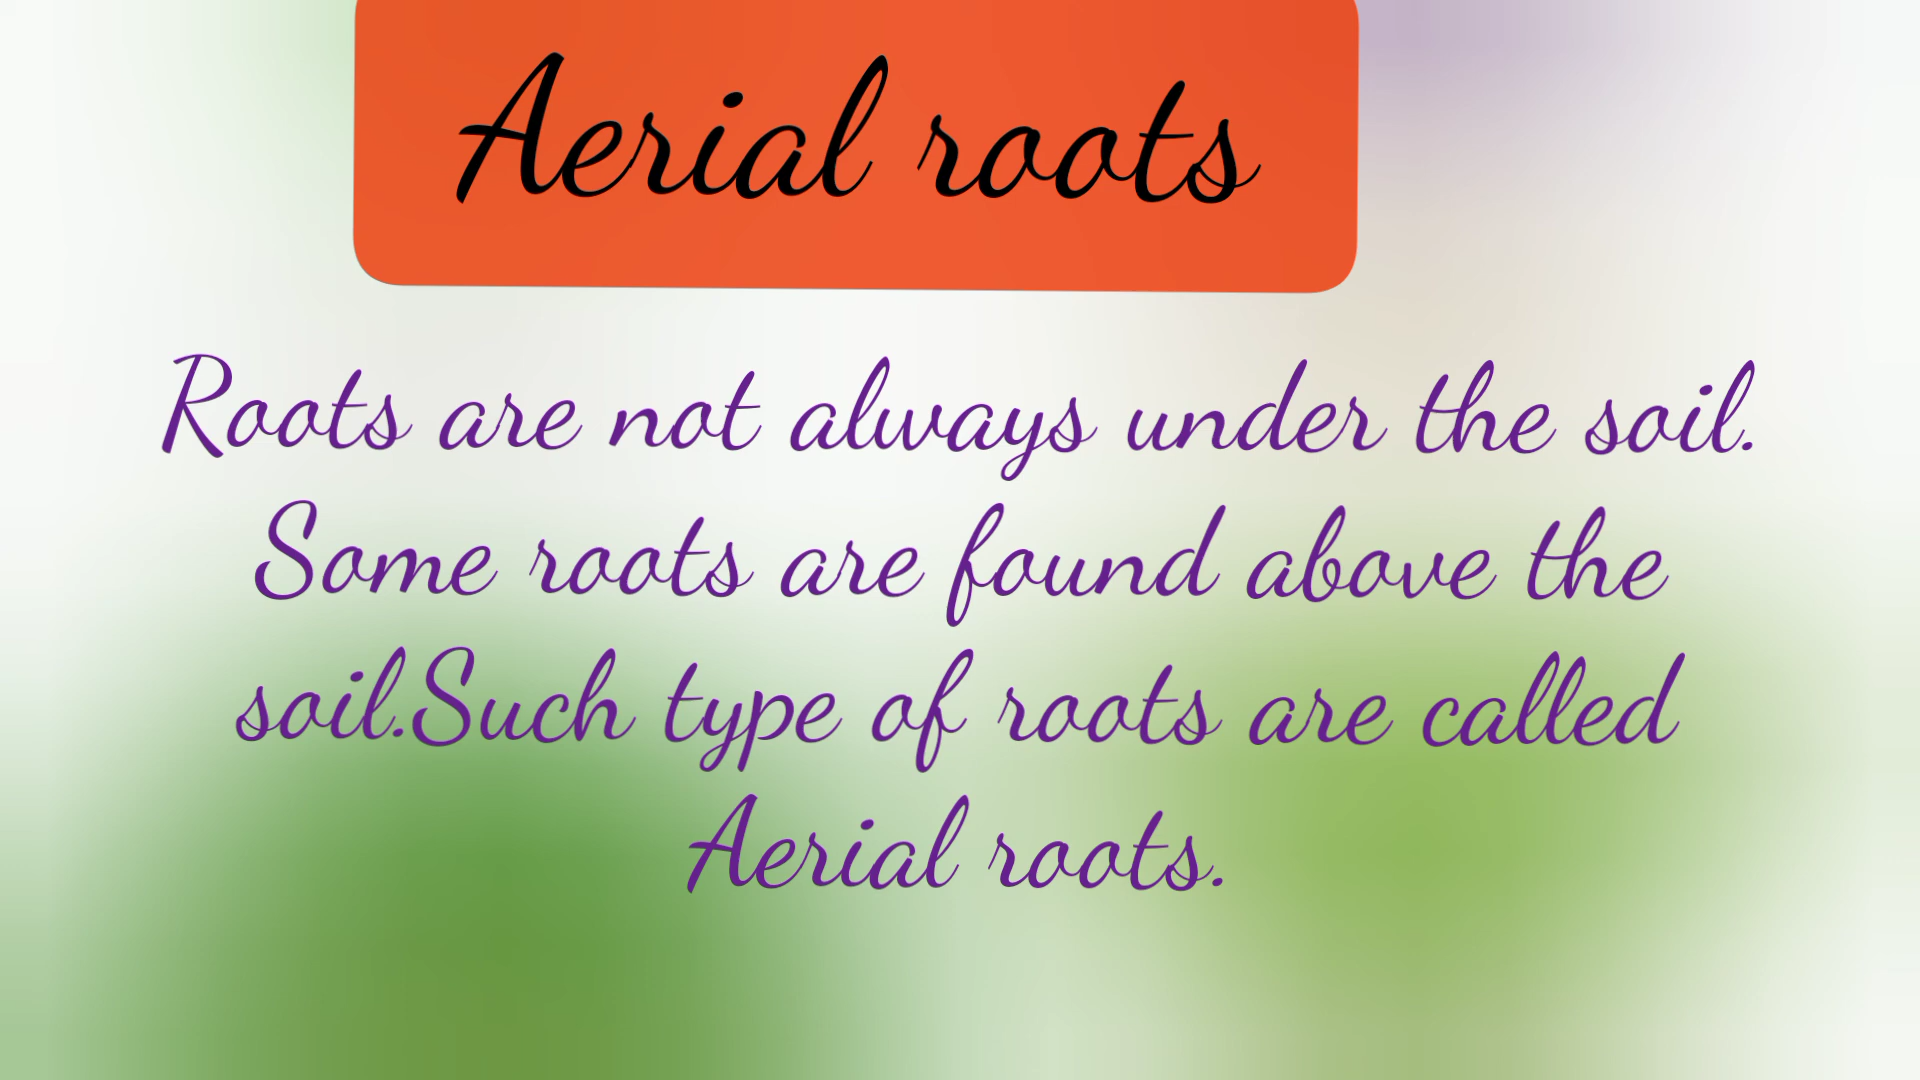 Aerial roots
Roots are not always under the soil.
Some roots are found above the
soil.Such type of roots are called
Aerial roots.